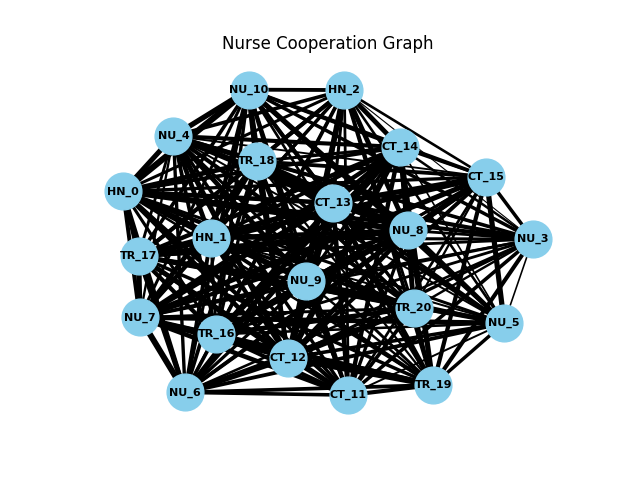 Nurse Cooperation Graph
NU_10
HN_2
NU_4
CT_14
TR_18
CT_15
HN_0
CT_13
NU_8
HN_1
NU_3
TR_17
NU_9
TR_20
NU_7
NU_5
TR_16
CT_12
TR_19
NU_6
CT_11